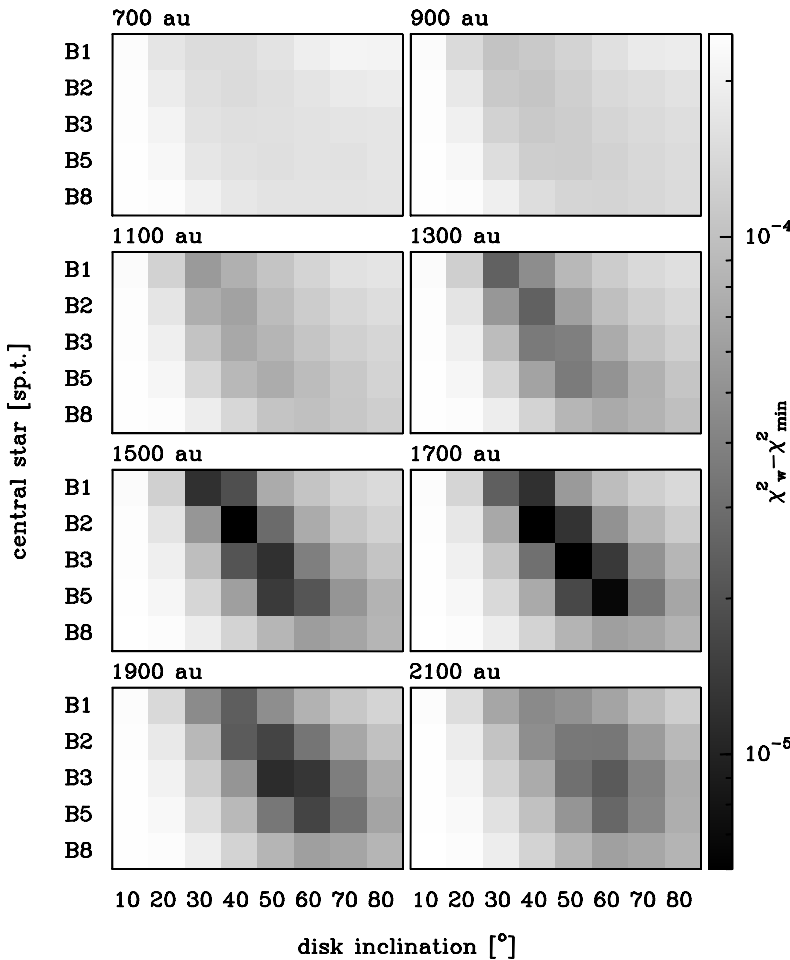 700 au
900 au
B1
B2
B3
B5
B8
1100 au
1300 au
B1
B2
B3
B5
B8
1500 au
1700 au
B1
B2
B3
B5
B8
1900 au
2100 au
B1
B2
B3
B5
B8
10 20 30 40 50 60 70 80
10 20 30 40 50 60 70 80
disk inclination [°]
central star [sp.t.]
10⁻⁴
10⁻⁵
χ²w−χ²min